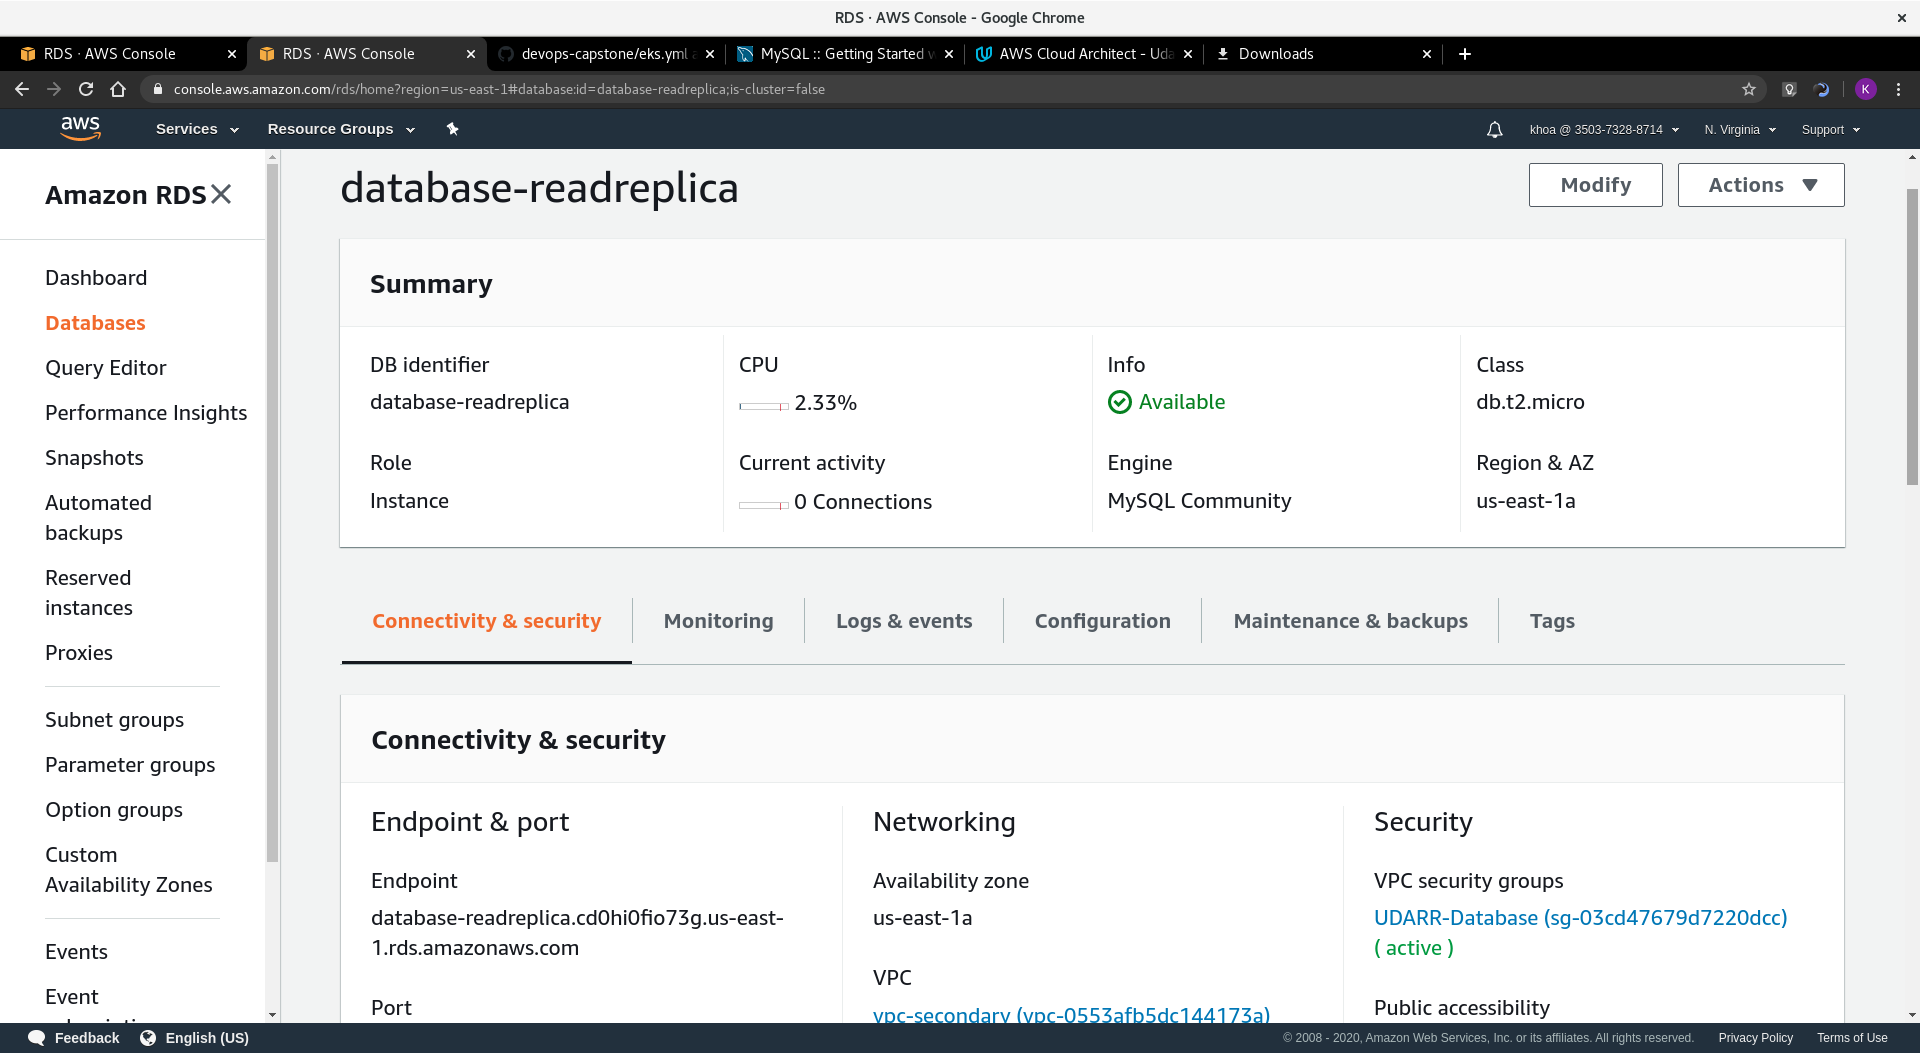 RDS · AWS Console - Google Chrome
RDS · AWS Console
RDS · AWS Console
devops-capstone/eks.yml
MySQL :: Getting Started
AWS Cloud Architect - Uda
Downloads
console.aws.amazon.com/rds/home?region=us-east-1#database:id=database-readreplica;is-cluster=false
K
aws
Services
Resource Groups
khoa @ 3503-7328-8714
N. Virginia
Support
Amazon RDS
Dashboard
Databases
Query Editor
Performance Insights
Snapshots
Automated
backups
Reserved
instances
Proxies
Subnet groups
Parameter groups
Option groups
Custom
Availability Zones
Events
Event
database-readreplica
Modify
Actions
Summary
DB identifier
database-readreplica
CPU
2.33%
Info
Available
Class
db.t2.micro
Role
Instance
Current activity
0 Connections
Engine
MySQL Community
Region & AZ
us-east-1a
Connectivity & security
Monitoring
Logs & events
Configuration
Maintenance & backups
Tags
Connectivity & security
Endpoint & port
Endpoint
database-readreplica.cd0hi0fio73g.us-east-
1.rds.amazonaws.com
Port
Networking
Availability zone
us-east-1a
VPC
vpc-secondary (vpc-0553afb5dc144173a)
Security
VPC security groups
UDARR-Database (sg-03cd47679d7220dcc)
( active )
Public accessibility
Feedback
English (US)
© 2008 - 2020, Amazon Web Services, Inc. or its affiliates. All rights reserved.
Privacy Policy
Terms of Use